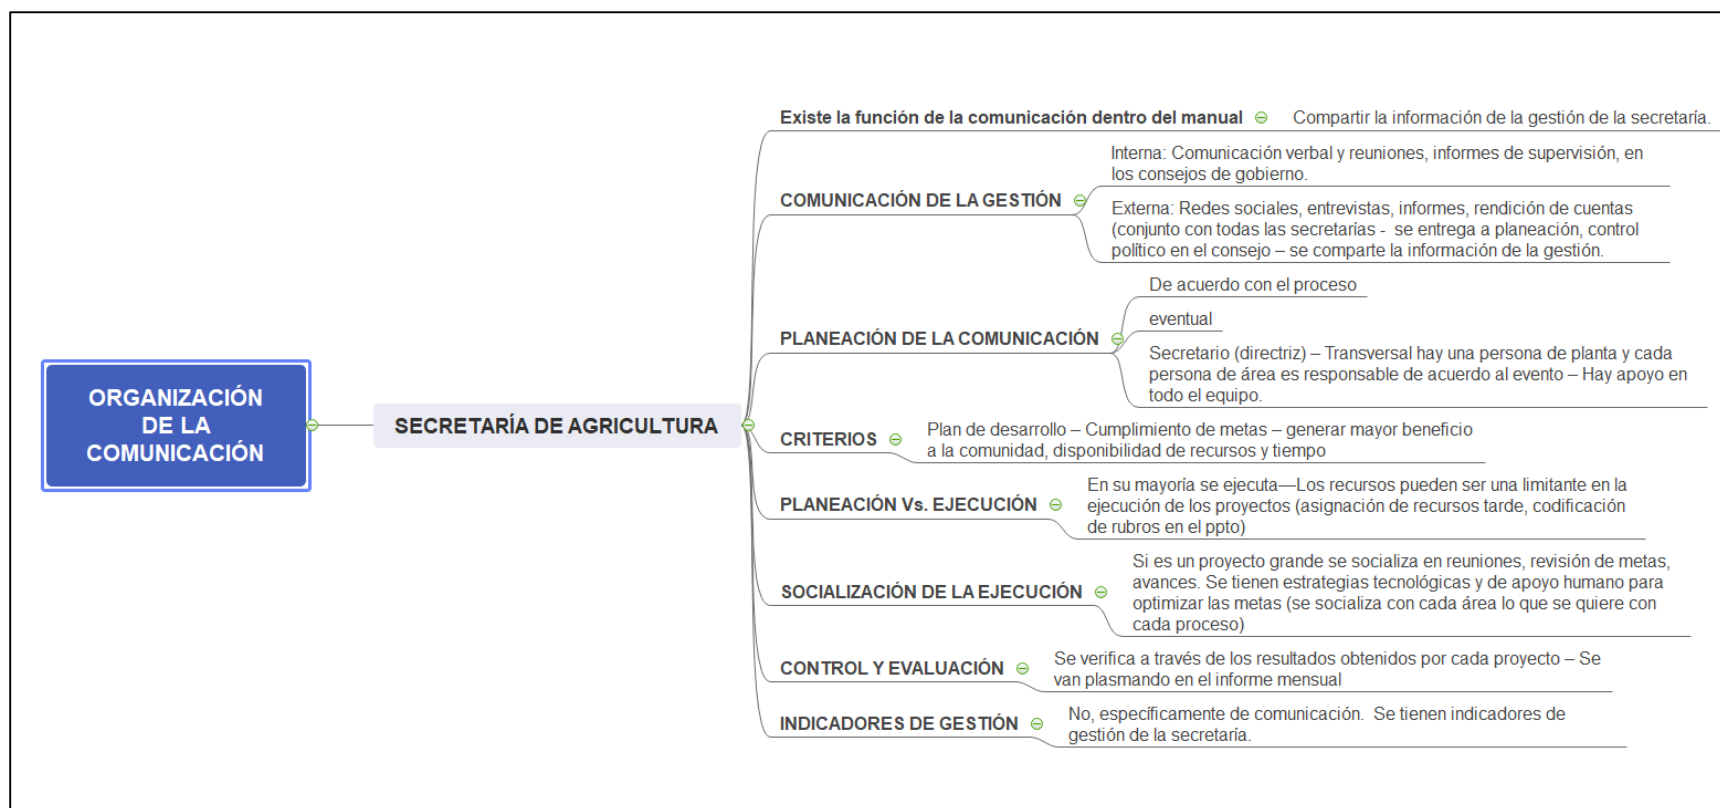 ORGANIZACIÓN
DE LA
COMUNICACIÓN
SECRETARÍA DE AGRICULTURA
Existe la función de la comunicación dentro del manual
Compartir la información de la gestión de la secretaría.
COMUNICACIÓN DE LA GESTIÓN
Interna: Comunicación verbal y reuniones, informes de supervisión, en
los consejos de gobierno.
Externa: Redes sociales, entrevistas, informes, rendición de cuentas
(conjunto con todas las secretarías - se entrega a planeación, control
político en el consejo – se comparte la información de la gestión.
PLANEACIÓN DE LA COMUNICACIÓN
De acuerdo con el proceso
eventual
Secretario (directriz) – Transversal hay una persona de planta y cada
persona de área es responsable de acuerdo al evento – Hay apoyo en
todo el equipo.
CRITERIOS
Plan de desarrollo – Cumplimiento de metas – generar mayor beneficio
a la comunidad, disponibilidad de recursos y tiempo
PLANEACIÓN Vs. EJECUCIÓN
En su mayoría se ejecuta—Los recursos pueden ser una limitante en la
ejecución de los proyectos (asignación de recursos tarde, codificación
de rubros en el ppto)
SOCIALIZACIÓN DE LA EJECUCIÓN
Si es un proyecto grande se socializa en reuniones, revisión de metas,
avances. Se tienen estrategias tecnológicas y de apoyo humano para
optimizar las metas (se socializa con cada área lo que se quiere con
cada proceso)
CONTROL Y EVALUACIÓN
Se verifica a través de los resultados obtenidos por cada proyecto – Se
van plasmando en el informe mensual
INDICADORES DE GESTIÓN
No, específicamente de comunicación. Se tienen indicadores de
gestión de la secretaría.